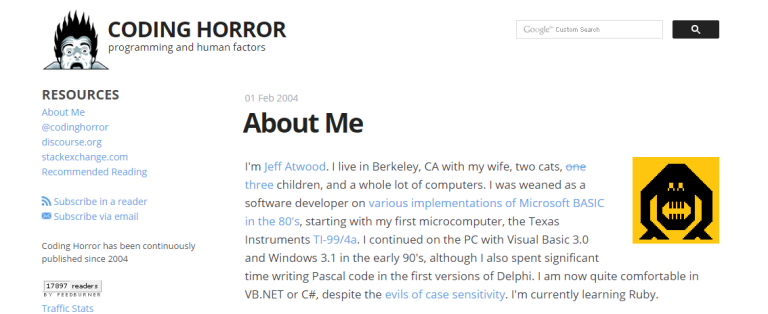 CODING HORROR
programming and human factors
Google Custom Search
RESOURCES
About Me
@codinghorror
discourse.org
stackexchange.com
Recommended Reading
Subscribe in a reader
Subscribe via email
Coding Horror has been continuously
published since 2004
17097 readers
BY FEEDBURNER
Traffic Stats
01 Feb 2004
About Me
I'm Jeff Atwood. I live in Berkeley, CA with my wife, two cats, one
three children, and a whole lot of computers. I was weaned as a
software developer on various implementations of Microsoft BASIC
in the 80's, starting with my first microcomputer, the Texas
Instruments TI-99/4a. I continued on the PC with Visual Basic 3.0
and Windows 3.1 in the early 90's, although I also spent significant
time writing Pascal code in the first versions of Delphi. I am now quite comfortable in
VB.NET or C#, despite the evils of case sensitivity. I'm currently learning Ruby.